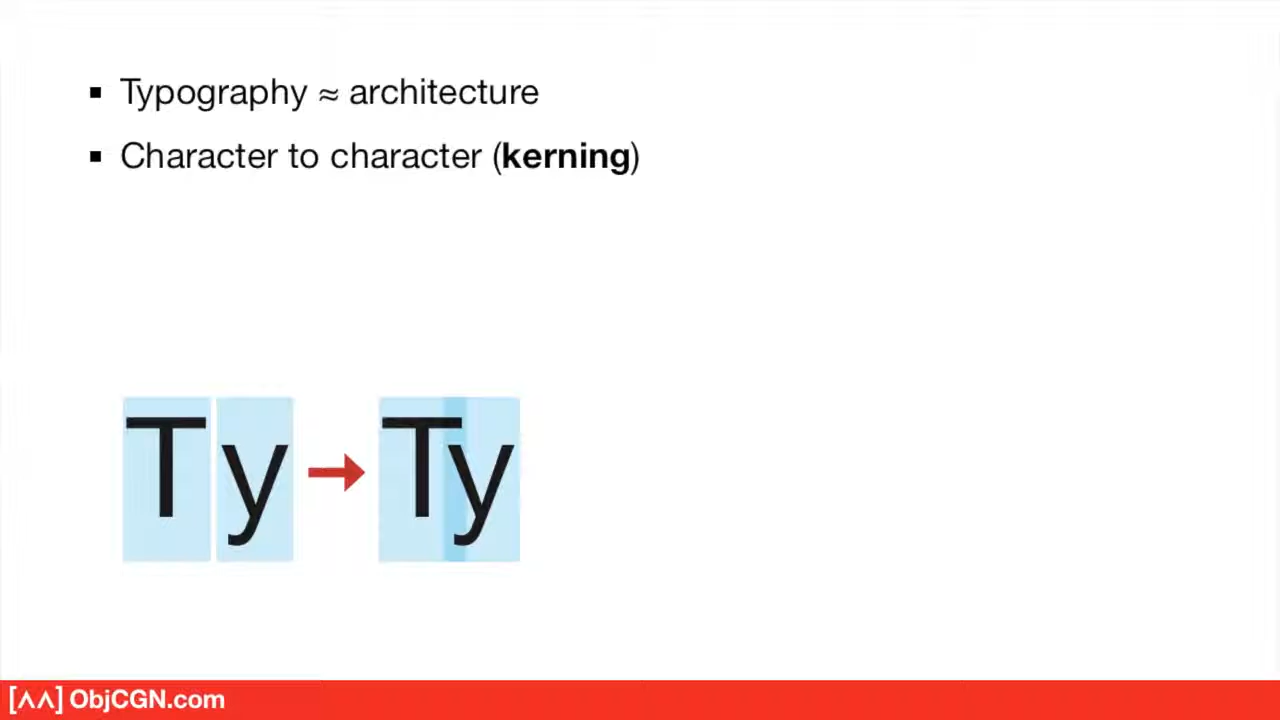 ▪ Typography ≈ architecture
▪ Character to character (kerning)
Ty → Ty
[ʌʌ] ObjCGN.com